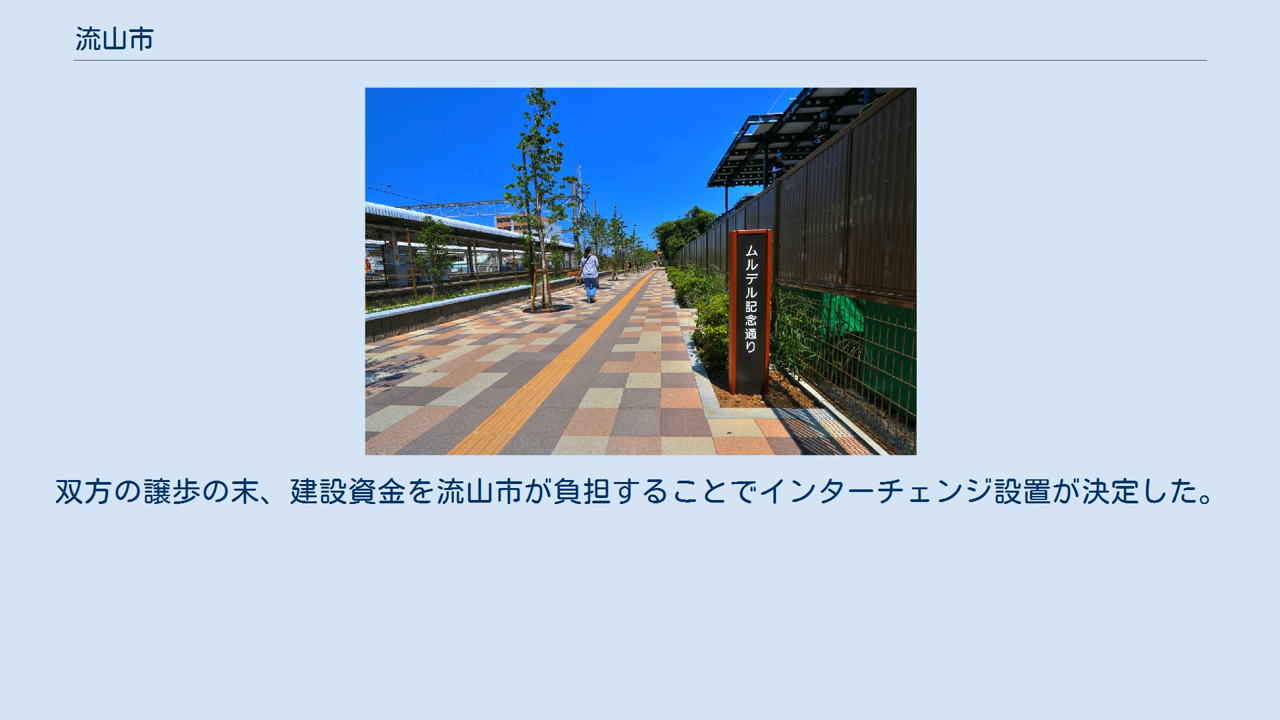 流山市
ムルデル記念通り
双方の譲歩の末、建設資金を流山市が負担することでインターチェンジ設置が決定した。